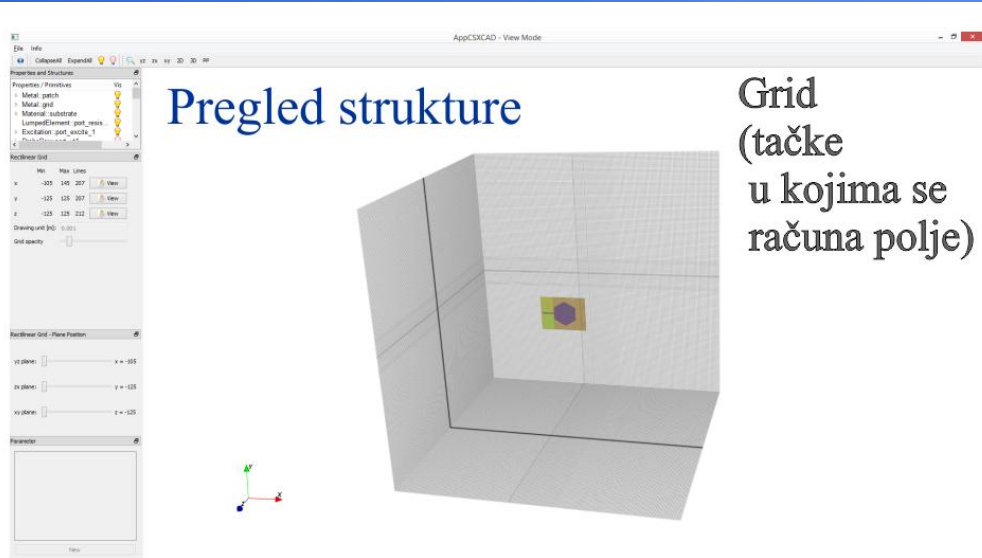 AppCSXCAD - View Mode
File Info
CollapseAll ExpandAll yz zx xy 2D 3D PP
Properties and Structures
Properties / Primitives Vis
Metal::patch
Metal::gnd
Material::substrate
LumpedElement::port_resis...
Excitation::port_excite_1
Rectilinear Grid
Min Max Lines
x -105 145 207 View
y -125 125 207 View
z -125 125 212 View
Drawing unit [m]: 0.001
Grid opacity
Rectilinear Grid - Plane Position
yz plane: x = -105
zx plane: y = -125
xy plane: z = -125
Parameter
New
Pregled strukture
Y
X
Grid
(tačke
u kojima se
računa polje)